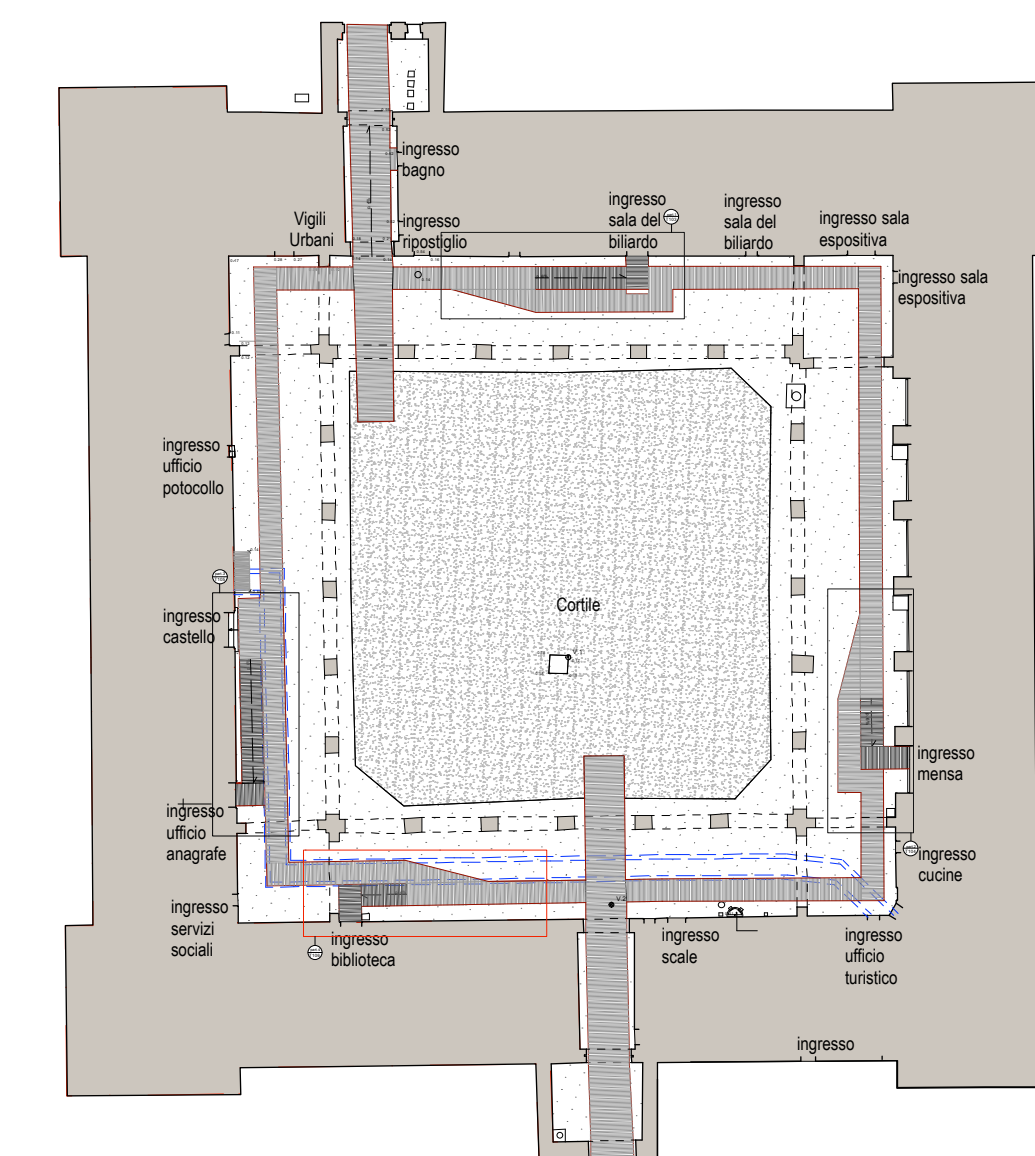 ingresso
bagno
Vigili
Urbani
ingresso
ripostiglio
ingresso
sala del
biliardo
ingresso
sala del
biliardo
ingresso sala
espositiva
ingresso sala
espositiva
ingresso
ufficio
potocollo
ingresso
castello
Cortile
V.1
ingresso
mensa
ingresso
ufficio
anagrafe
ingresso
cucine
ingresso
servizi
sociali
ingresso
biblioteca
V.2
ingresso
scale
ingresso
ufficio
turistico
ingresso